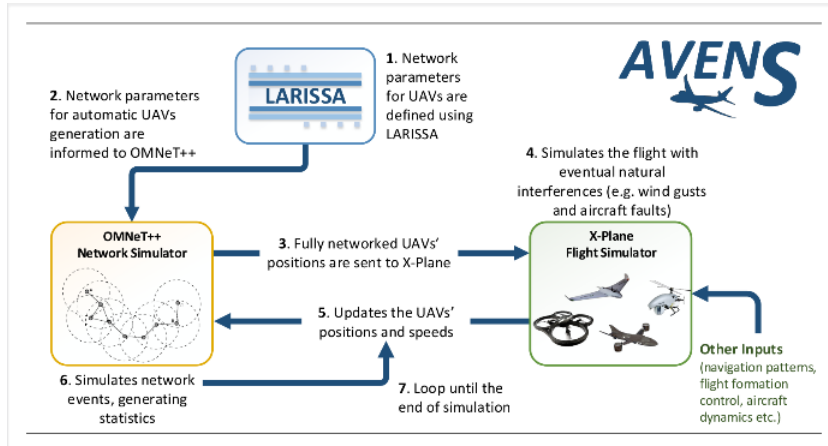 AVENS
LARISSA
1. Network
parameters
for UAVs are
defined using
LARISSA
2. Network parameters
for automatic UAVs
generation are
informed to OMNeT++
4. Simulates the flight with
eventual natural
interferences (e.g. wind gusts
and aircraft faults)
OMNeT++
Network Simulator
3. Fully networked UAVs'
positions are sent to X-Plane
X-Plane
Flight Simulator
5. Updates the UAVs'
positions and speeds
Other Inputs
(navigation patterns,
flight formation
control, aircraft
dynamics etc.)
6. Simulates network
events, generating
statistics
7. Loop until the
end of simulation